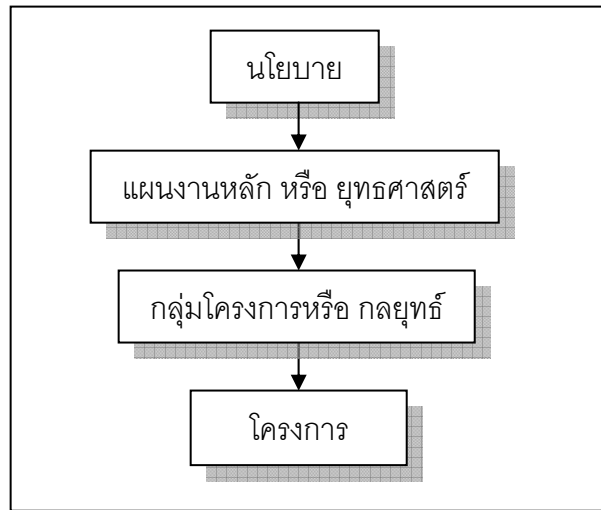 นโยบาย
แผนงานหลัก หรือ ยุทธศาสตร์
กลุ่มโครงการหรือ กลยุทธ์
โครงการ